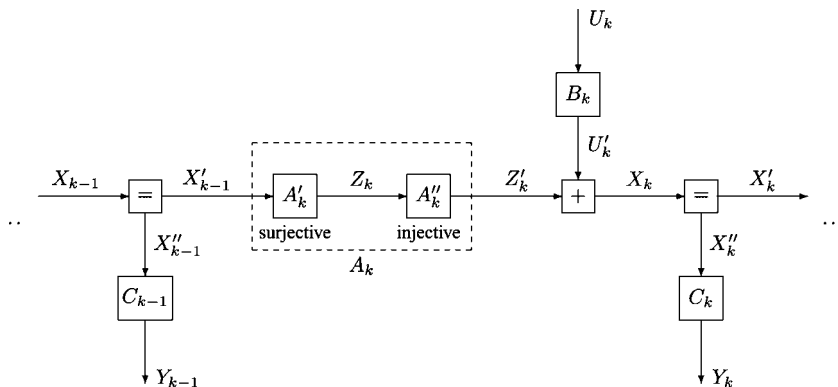 U_k
B_k
U'_k
X_{k-1} = X'_{k-1} A'_k Z_k A''_k Z'_k + X_k = X'_k
.. ..
surjective injective
X''_{k-1} A_k X''_k
C_{k-1} C_k
Y_{k-1} Y_k